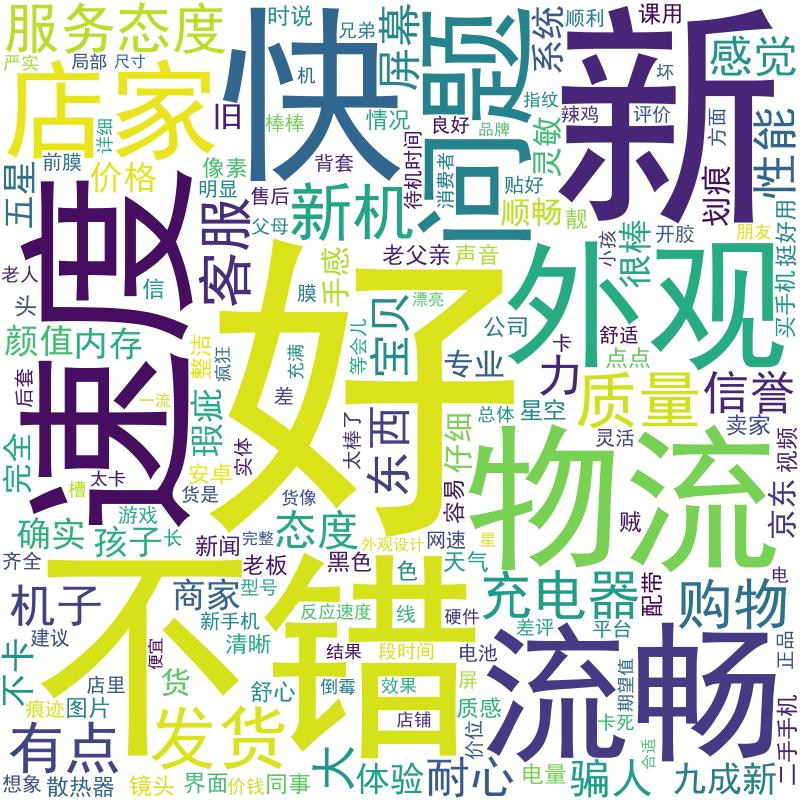 服务态度
严实
局部
尺寸
店家
快
时说
兄弟
机
屏幕
问题
系统
顺利
课用
新
坏
感觉
指纹
辣鸡
评价
方面
性能
旧
棒棒
情况
良好
品牌
灵敏
详细
五星
前膜
价格
像素
明显
背套
售后
待机时间
消费者
贴好
顺畅
靓
划痕
开胶
朋友
挺好用
买手机
速度
客服
新机
父母
老父亲
声音
小孩
很棒
手感
外观
老人
头
信
膜
漂亮
宝贝
等会儿
公司
卡
舒适
点点
颜值
内存
整洁
疯狂
充满
专业
力
质量
信誉
后套
一流
瑕疵
差
好
太棒了
东西
仔细
总体
星空
灵活
卖家
视频
京东
完全
槽
太卡
安卓
实体
货是
货像
容易
物流
贼
确实
游戏
孩子
长
新闻
完整
态度
外观设计
网速
星
齐全
机子
老板
黑色
色
天气
充电器
配带
购物
电
商家
型号
反应速度
线
硬件
差评
平台
正品
建议
不错
新手机
清晰
便宜
结果
段时间
电池
流畅
期望值
不卡
货
店里
舒心
倒霉
效果
屏
痕迹
图片
店铺
质感
卡死
合适
二手手机
有点
发货
价位
想象
散热器
镜头
界面
价钱
同事
大
体验
耐心
电量
骗人
九成新